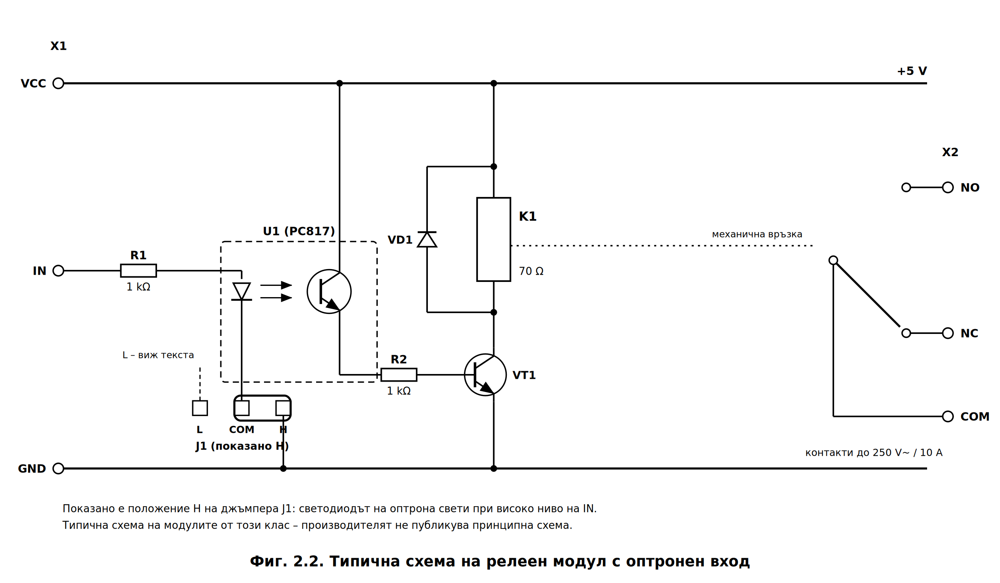 X1
+5 V
VCC
X2
NO
K1
U1 (PC817)
механична връзка
VD1
R1
IN
70 Ω
1 kΩ
NC
L – виж текста
R2
VT1
1 kΩ
COM
L COM H
J1 (показано H)
контакти до 250 V~ / 10 A
GND
Показано е положение H на джъмпера J1: светодиодът на оптрона свети при високо ниво на IN.
Типична схема на модулите от този клас – производителят не публикува принципна схема.
Фиг. 2.2. Типична схема на релеен модул с оптронен вход